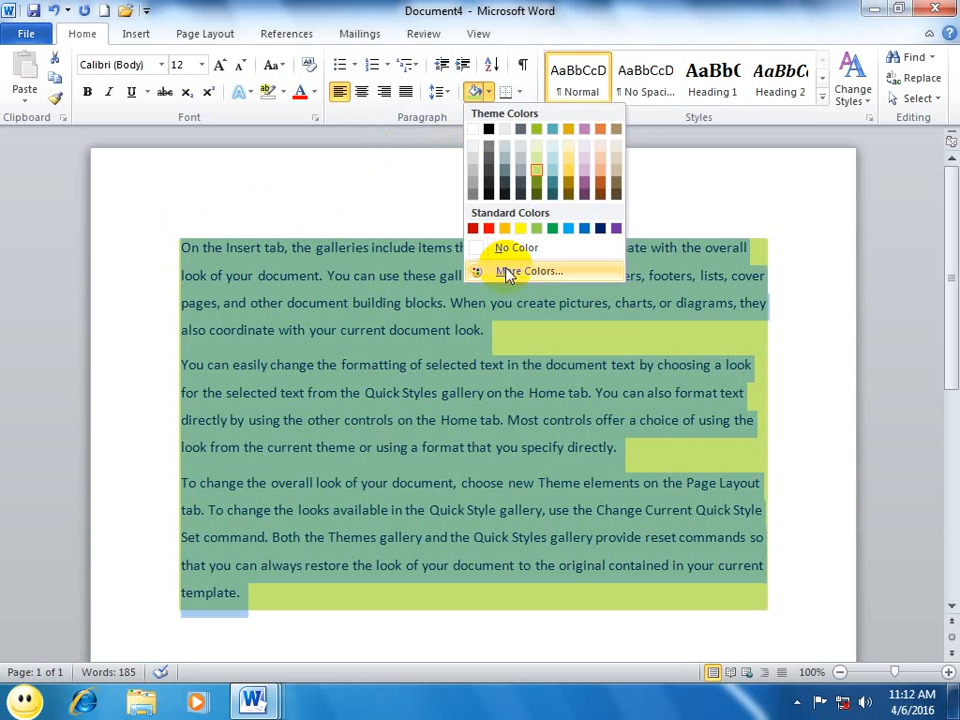 Document4 - Microsoft Word
File Home Insert Page Layout References Mailings Review View
Calibri (Body) 12 Aa
Paste
B I U abc x₂ x² A ab A
AaBbCcD AaBbCcD AaBbC AaBbCc
¶ Normal ¶ No Spaci... Heading 1 Heading 2
Change Styles
Find
Replace
Select
Clipboard Font Paragraph Styles Editing
Theme Colors
Standard Colors
No Color
More Colors...
On the Insert tab, the galleries include items th ate with the overall
look of your document. You can use these gall ers, footers, lists, cover
pages, and other document building blocks. When you create pictures, charts, or diagrams, they
also coordinate with your current document look.
You can easily change the formatting of selected text in the document text by choosing a look
for the selected text from the Quick Styles gallery on the Home tab. You can also format text
directly by using the other controls on the Home tab. Most controls offer a choice of using the
look from the current theme or using a format that you specify directly.
To change the overall look of your document, choose new Theme elements on the Page Layout
tab. To change the looks available in the Quick Style gallery, use the Change Current Quick Style
Set command. Both the Themes gallery and the Quick Styles gallery provide reset commands so
that you can always restore the look of your document to the original contained in your current
template.
Page: 1 of 1 Words: 185 100%
11:12 AM
4/6/2016